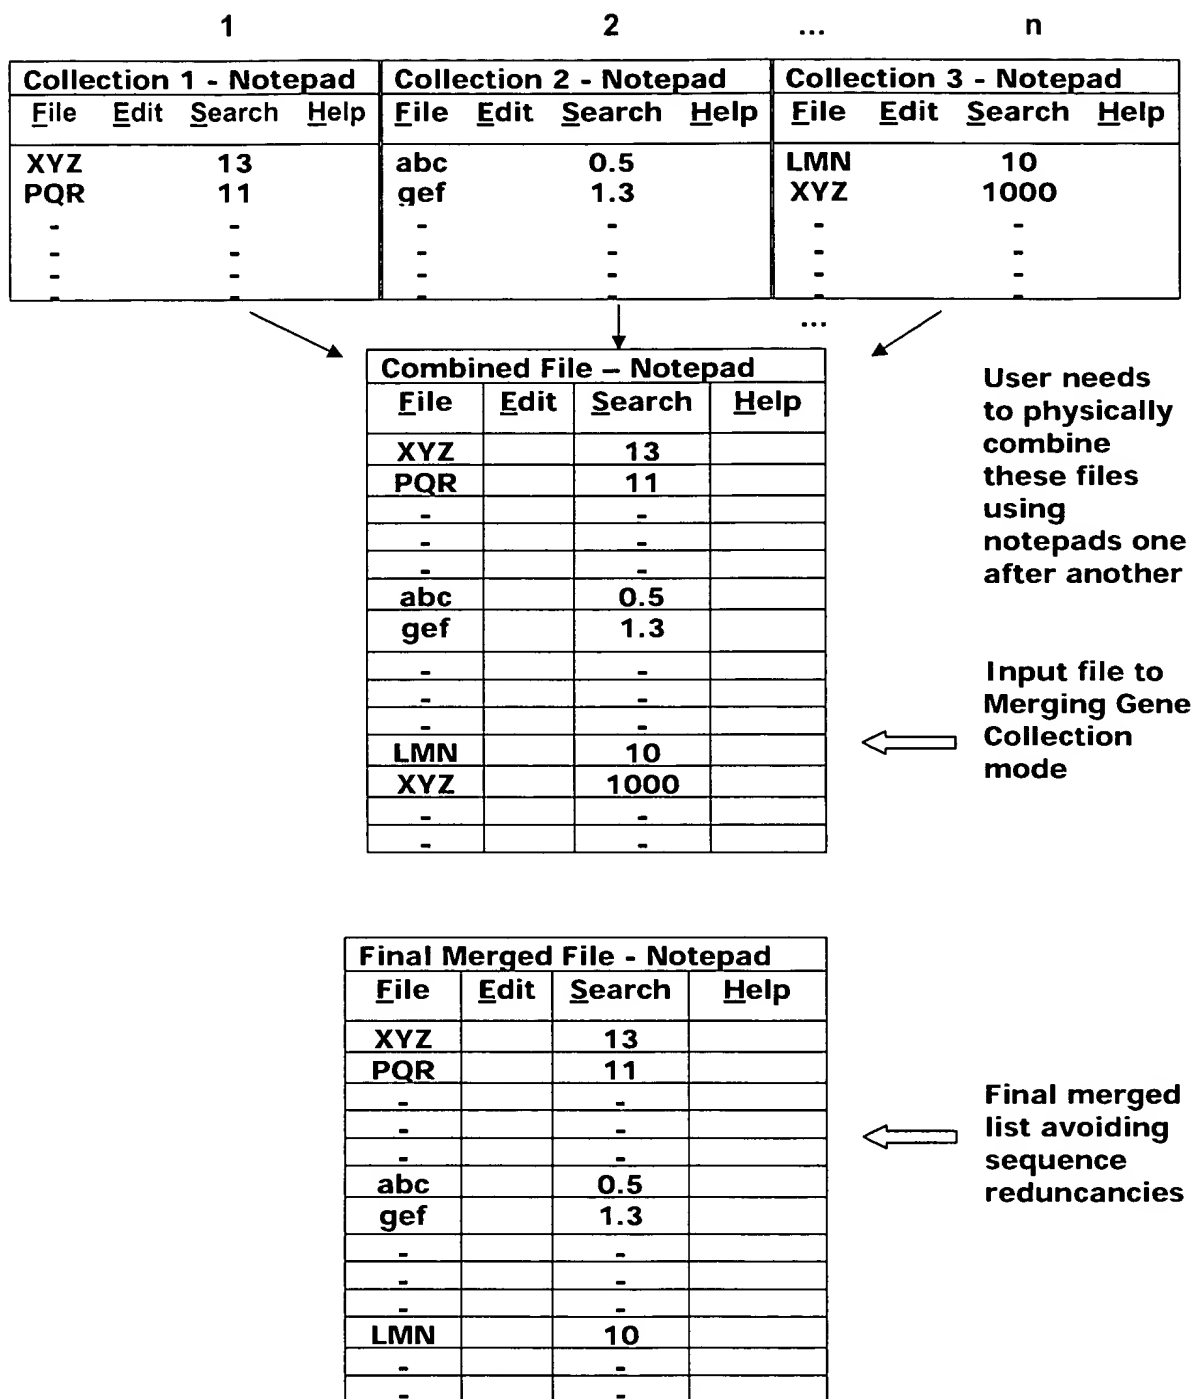 1 2 ... n
Collection 1 - Notepad Collection 2 - Notepad Collection 3 - Notepad
File Edit Search Help File Edit Search Help File Edit Search Help
XYZ 13 abc 0.5 LMN 10
PQR 11 gef 1.3 XYZ 1000
- - - - - -
- - - - - -
- - - - - -
- - - - - -
...
Combined File – Notepad
File Edit Search Help
XYZ 13
PQR 11
- -
- -
- -
abc 0.5
gef 1.3
- -
- -
- -
LMN 10
XYZ 1000
- -
- -
User needs
to physically
combine
these files
using
notepads one
after another
Input file to
Merging Gene
Collection
mode
Final Merged File - Notepad
File Edit Search Help
XYZ 13
PQR 11
- -
- -
- -
abc 0.5
gef 1.3
- -
- -
- -
LMN 10
- -
- -
Final merged
list avoiding
sequence
reduncancies